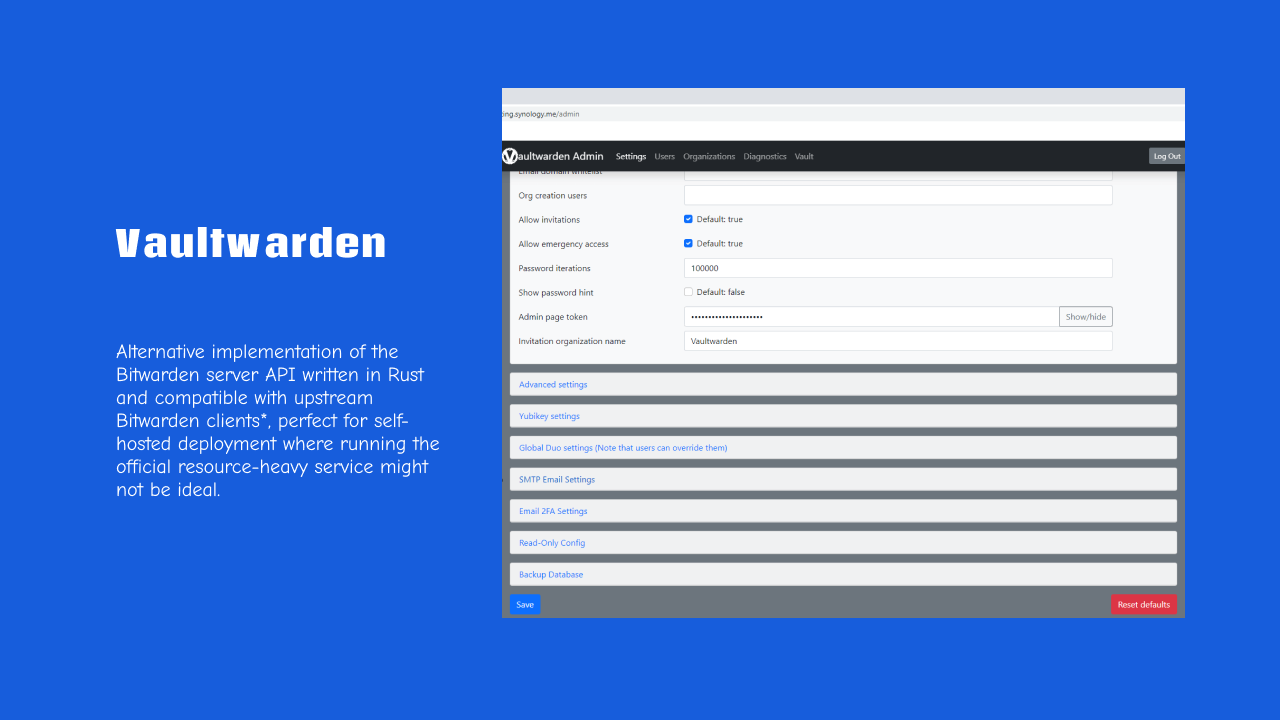 Vaultwarden
Alternative implementation of the
Bitwarden server API written in Rust
and compatible with upstream
Bitwarden clients*, perfect for self-
hosted deployment where running the
official resource-heavy service might
not be ideal.
ing.synology.me/admin
Vaultwarden Admin Settings Users Organizations Diagnostics Vault Log Out
Email domain whitelist
Org creation users
Allow invitations Default: true
Allow emergency access Default: true
Password iterations 100000
Show password hint Default: false
Admin page token ••••••••••••••••••••• Show/hide
Invitation organization name Vaultwarden
Advanced settings
Yubikey settings
Global Duo settings (Note that users can override them)
SMTP Email Settings
Email 2FA Settings
Read-Only Config
Backup Database
Save Reset defaults